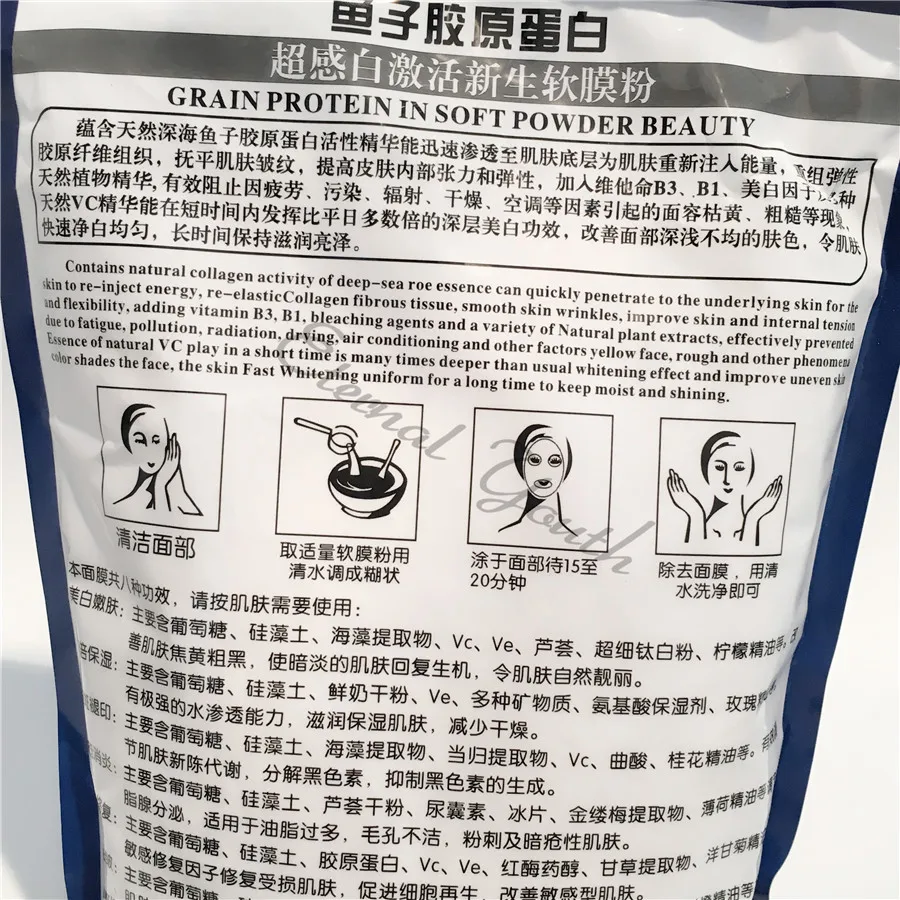 鱼子胶原蛋白
超感白激活新生软膜粉
GRAIN PROTEIN IN SOFT POWDER BEAUTY
蕴含天然深海鱼子胶原蛋白活性精华能迅速渗透至肌肤底层为肌肤重新注入能量，重组弹性
胶原纤维组织，抚平肌肤皱纹，提高皮肤内部张力和弹性，加入维他命B3、B1、美白因子及多种
天然植物精华,有效阻止因疲劳、污染、辐射、干燥、空调等因素引起的面容枯黄、粗糙等现象,
天然VC精华能在短时间内发挥比平日多数倍的深层美白功效，改善面部深浅不均的肤色，令肌肤
快速净白均匀，长时间保持滋润亮泽。
Contains natural collagen activity of deep-sea roe essence can quickly penetrate to the underlying skin for the
skin to re-inject energy, re-elasticCollagen fibrous tissue, smooth skin wrinkles, improve skin and internal tension
and flexibility, adding vitamin B3, B1, bleaching agents and a variety of Natural plant extracts, effectively prevented
due to fatigue, pollution, radiation, drying, air conditioning and other factors yellow face, rough and other phenomena
Essence of natural VC play in a short time is many times deeper than usual whitening effect and improve uneven skin
color shades the face, the skin Fast Whitening uniform for a long time to keep moist and shining.
Eternal Youth
清洁面部
取适量软膜粉用
清水调成糊状
涂于面部待15至
20分钟
除去面膜，用清
水洗净即可
本面膜共八种功效，请按肌肤需要使用：
美白嫩肤：主要含葡萄糖、硅藻土、海藻提取物、Vc、Ve、芦荟、超细钛白粉、柠檬精油等。改
善肌肤焦黄粗黑，使暗淡的肌肤回复生机，令肌肤自然靓丽。
倍保湿：主要含葡萄糖、硅藻土、鲜奶干粉、Ve、多种矿物质、氨基酸保湿剂、玫瑰
有极强的水渗透能力，滋润保湿肌肤，减少干燥。
褪印：主要含葡萄糖、硅藻土、海藻提取物、当归提取物、Vc、曲酸、桂花精油等。
节肌肤新陈代谢，分解黑色素，抑制黑色素的生成。
消炎：主要含葡萄糖、硅藻土、芦荟干粉、尿囊素、冰片、金缕梅提取物、薄荷精油等
脂腺分泌，适用于油脂过多，毛孔不洁，粉刺及暗疮性肌肤。
复：主要含葡萄糖、硅藻土、胶原蛋白、Vc、Ve、红酶药醇、甘草提取物、洋甘菊精
敏感修复因子修复受损肌肤，促进细胞再生，改善敏感型肌肤。
主要含葡萄糖、